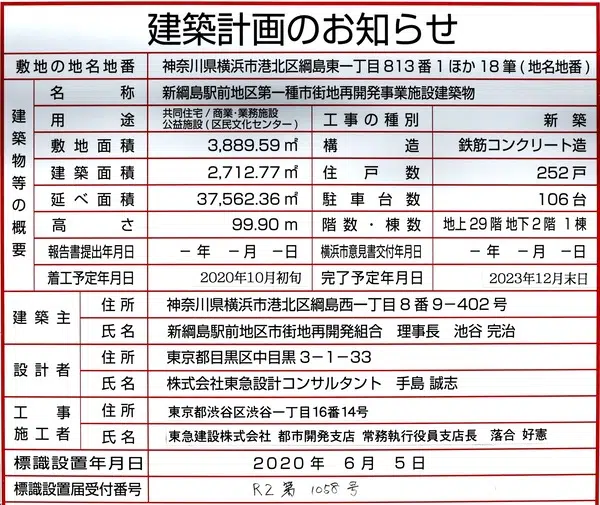 建築計画のお知らせ
敷地の地名地番 神奈川県横浜市港北区綱島東一丁目813番1ほか18筆(地名地番)
建築物等の概要
名称 新綱島駅前地区第一種市街地再開発事業施設建築物
用途 共同住宅/商業・業務施設 公益施設(区民文化センター) 工事の種別 新築
敷地面積 3,889.59㎡ 構造 鉄筋コンクリート造
建築面積 2,712.77㎡ 住戸数 252戸
延べ面積 37,562.36㎡ 駐車台数 106台
高さ 99.90m 階数・棟数 地上29階 地下2階 1棟
報告書提出年月日 -年 -月 -日 横浜市意見書交付年月日 -年 -月 -日
着工予定年月日 2020年10月初旬 完了予定年月日 2023年12月末日
建築主 住所 神奈川県横浜市港北区綱島西一丁目8番9-402号
氏名 新綱島駅前地区市街地再開発組合 理事長 池谷 完治
設計者 住所 東京都目黒区中目黒3-1-33
氏名 株式会社東急設計コンサルタント 手島 誠志
工事施工者 住所 東京都渋谷区渋谷一丁目16番14号
氏名 東急建設株式会社 都市開発支店 常務執行役員支店長 落合 好憲
標識設置年月日 2020年 6月 5日
標識設置届受付番号 R2 第 1058 号